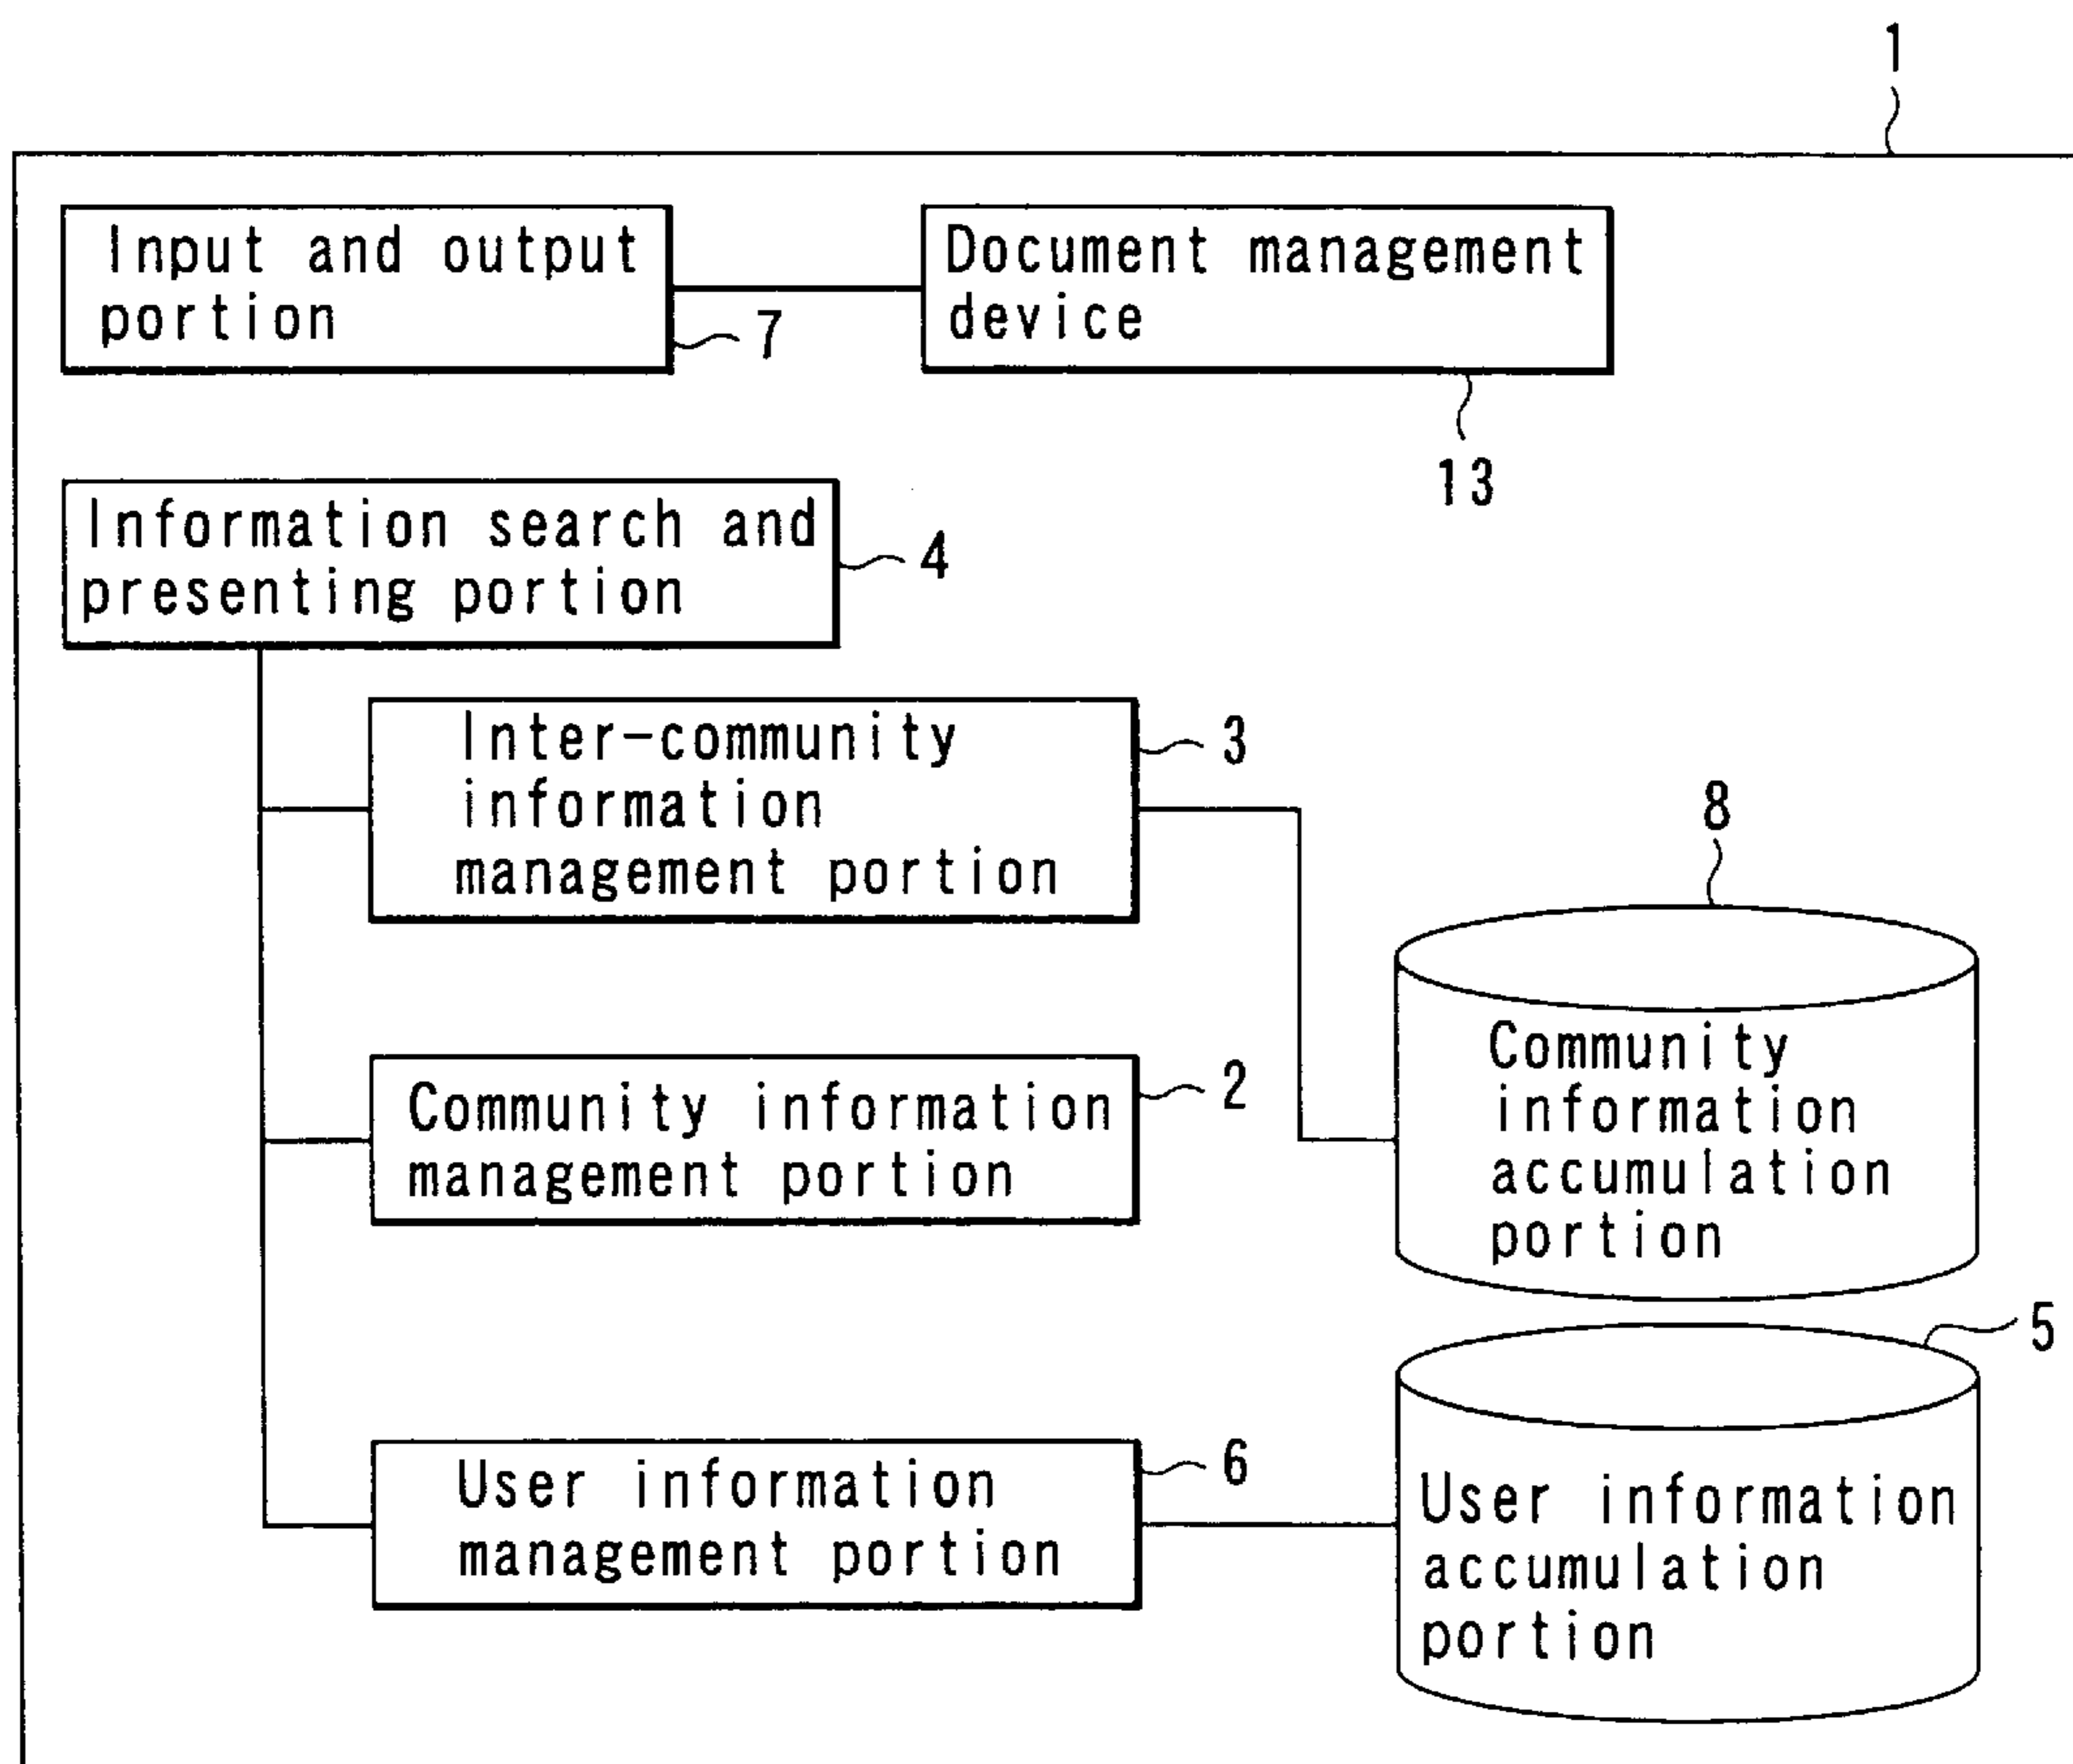 1
Input and output
portion
7
Document management
device
13
Information search and
presenting portion
4
Inter-community
information
management portion
3
8
Community
information
accumulation
portion
Community information
management portion
2
5
User information
management portion
6
User information
accumulation
portion